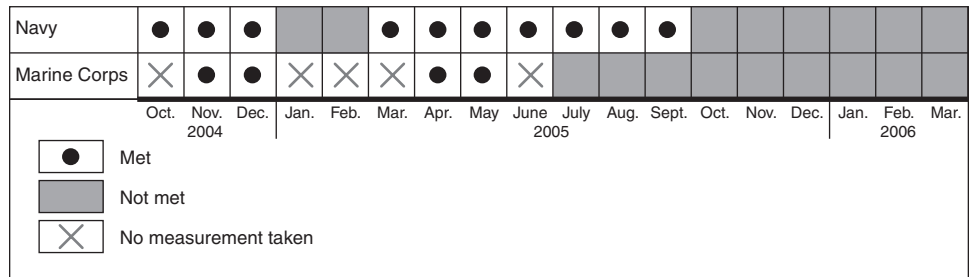 Navy
Marine Corps
Oct. Nov. Dec. Jan. Feb. Mar. Apr. May June July Aug. Sept. Oct. Nov. Dec. Jan. Feb. Mar.
2004 2005 2006
Met
Not met
No measurement taken